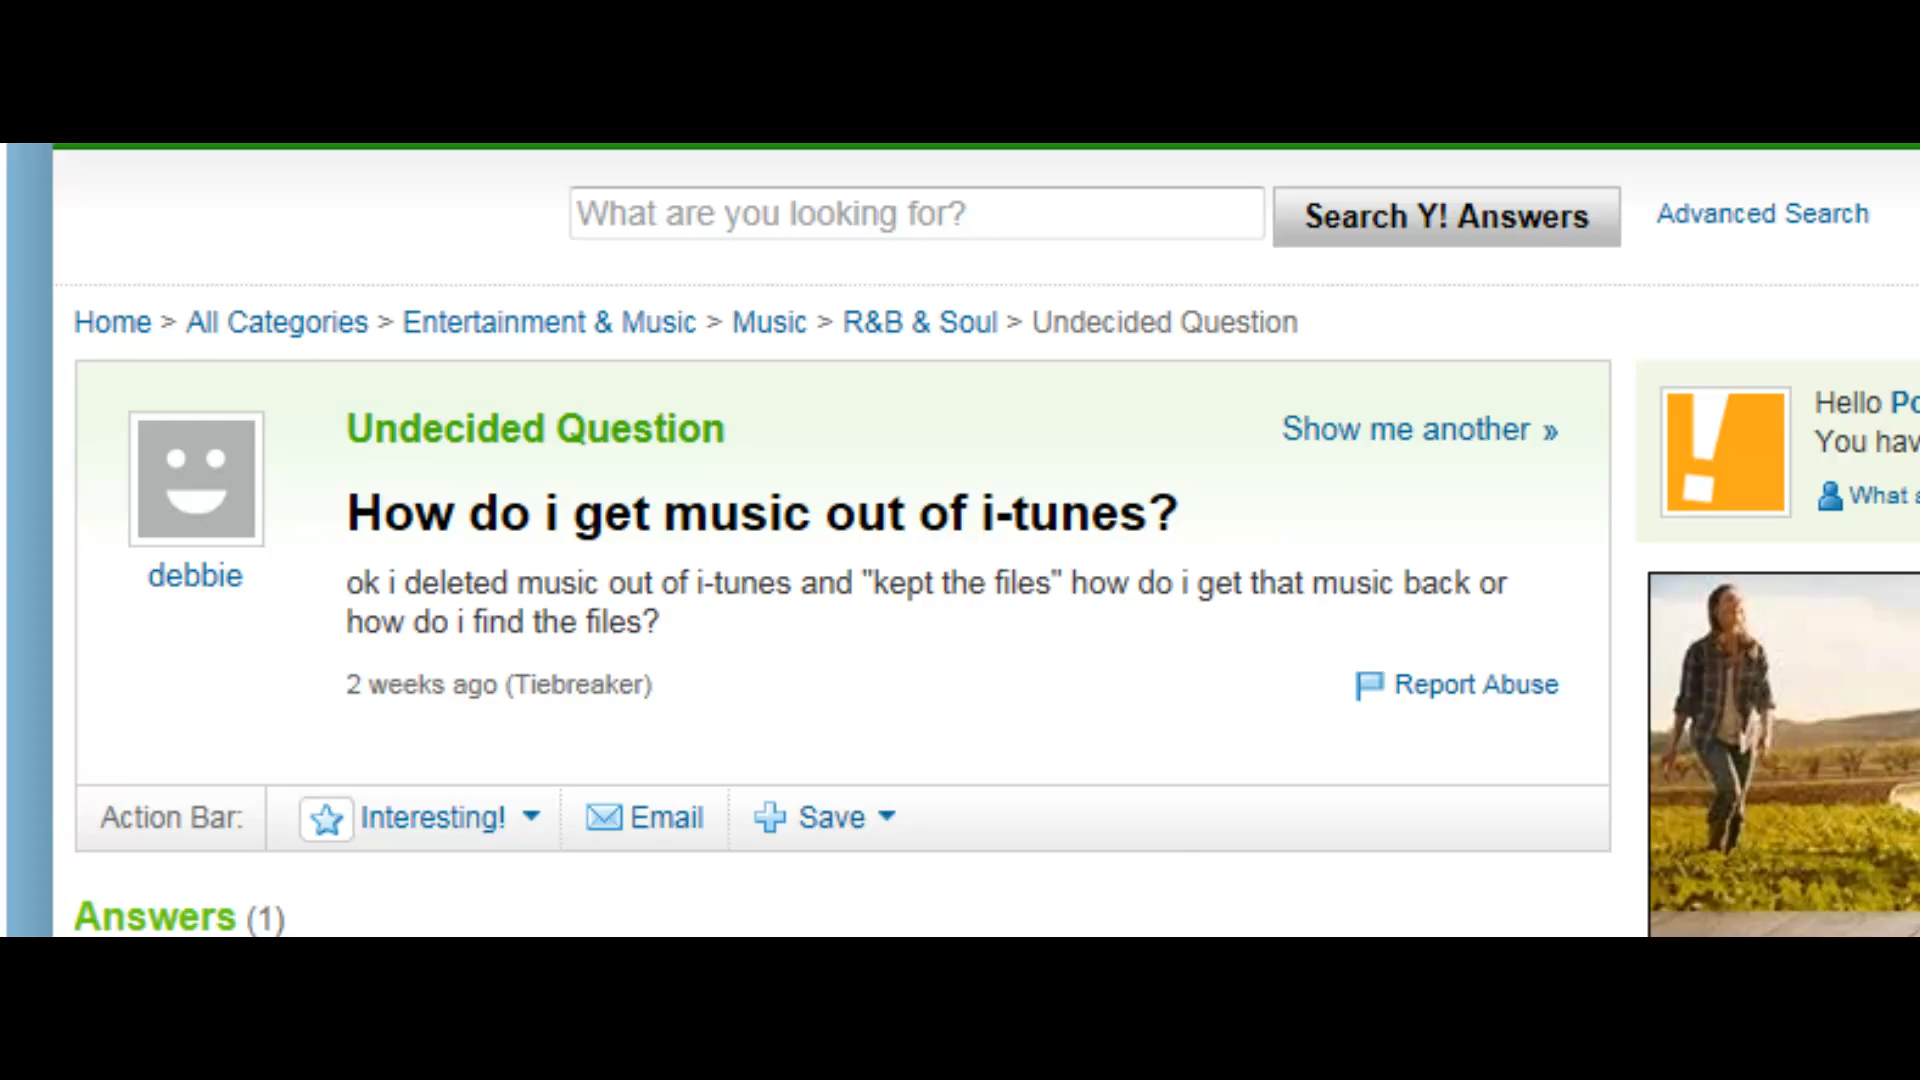 What are you looking for?
Search Y! Answers
Advanced Search
Home > All Categories > Entertainment & Music > Music > R&B & Soul > Undecided Question
Undecided Question
Show me another »
How do i get music out of i-tunes?
debbie
ok i deleted music out of i-tunes and "kept the files" how do i get that music back or
how do i find the files?
2 weeks ago (Tiebreaker)
Report Abuse
Action Bar:
Interesting!
Email
Save
Answers (1)
Hello
You
What